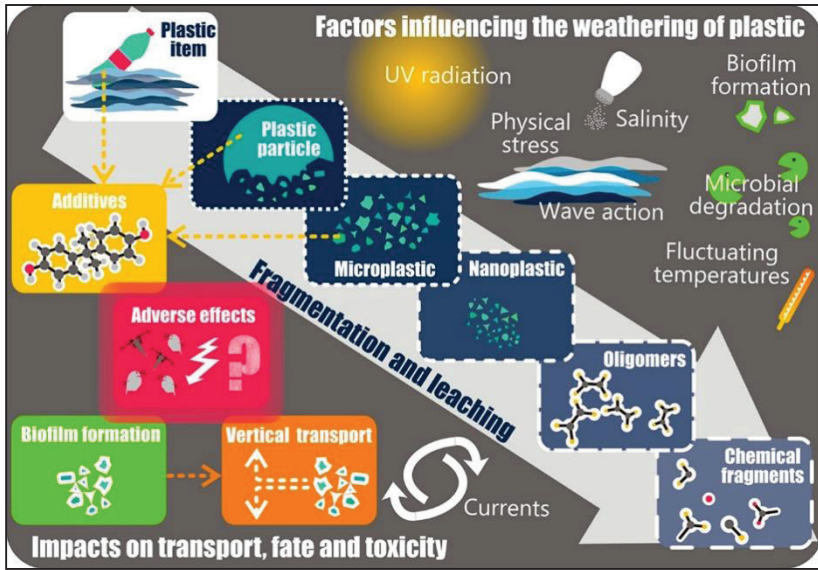 Factors influencing the weathering of plastic
Plastic
item
UV radiation
Salinity
Biofilm
formation
Physical
stress
Wave action
Microbial
degradation
Fluctuating
temperatures
Plastic
particle
Additives
Microplastic
Nanoplastic
Oligomers
Chemical
fragments
Fragmentation and leaching
Adverse effects
?
Biofilm formation
Vertical transport
Currents
Impacts on transport, fate and toxicity